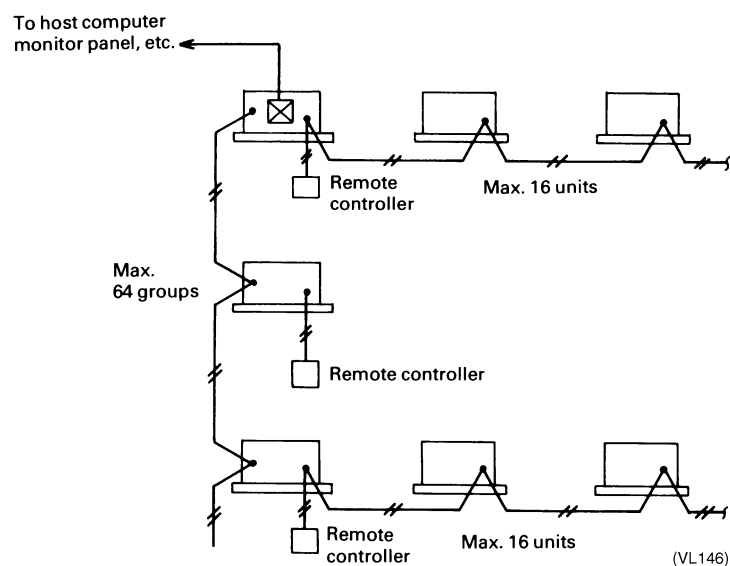 To host computer
monitor panel, etc.
Remote
controller
Max. 16 units
Max.
64 groups
Remote controller
Remote
controller
Max. 16 units
(VL146)